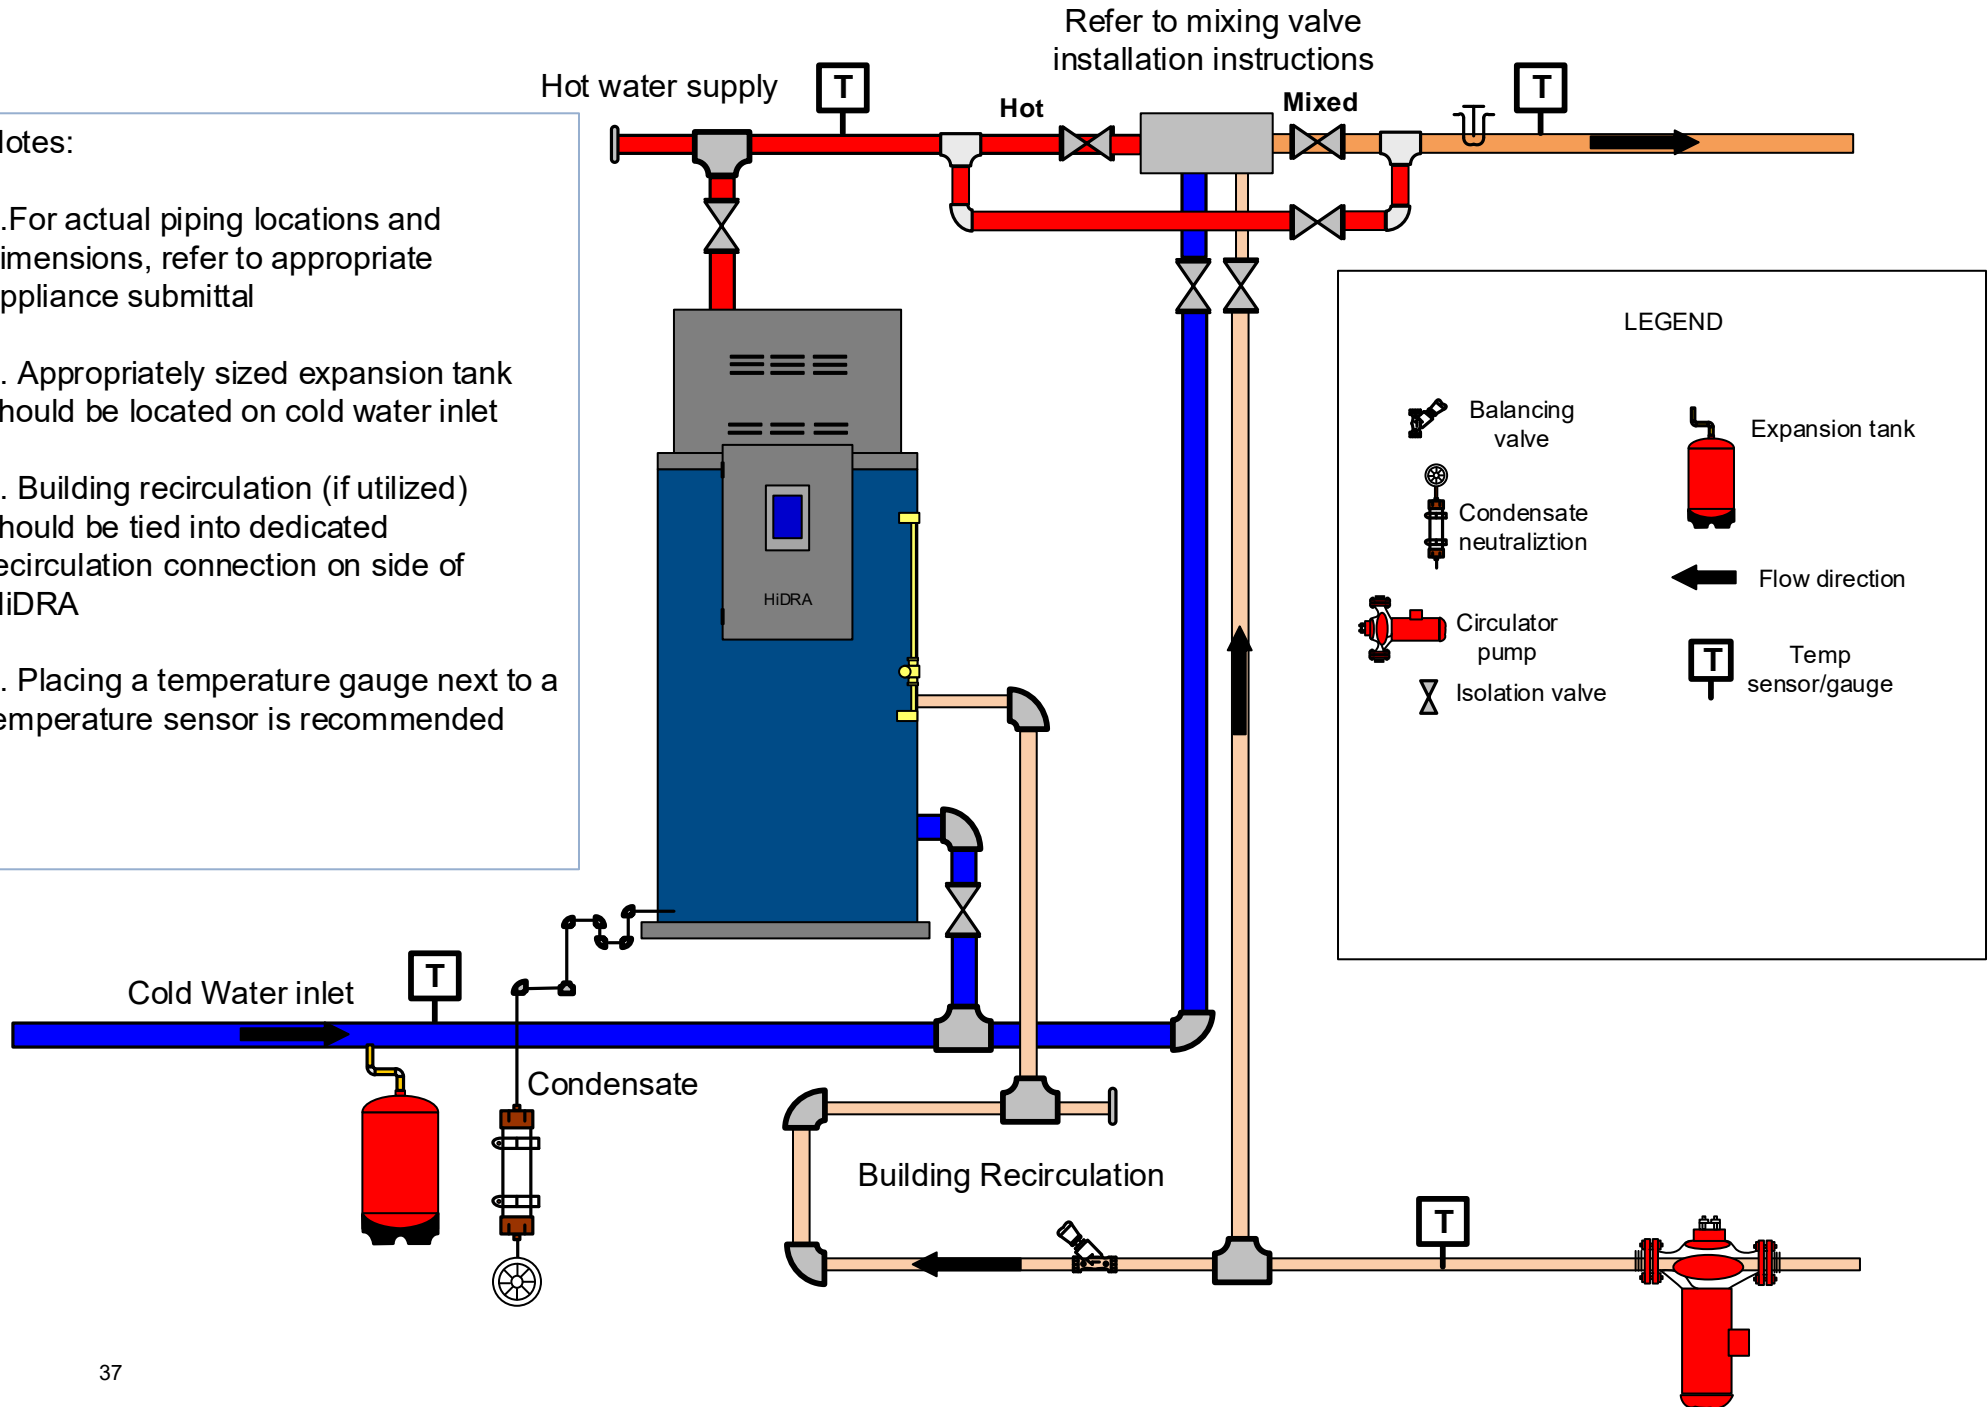 Refer to mixing valve
installation instructions
Hot water supply
T
Hot
Mixed
T
otes:
.For actual piping locations and
imensions, refer to appropriate
ppliance submittal
. Appropriately sized expansion tank
hould be located on cold water inlet
. Building recirculation (if utilized)
hould be tied into dedicated
ecirculation connection on side of
iDRA
. Placing a temperature gauge next to a
emperature sensor is recommended
HiDRA
LEGEND
Balancing
valve
Expansion tank
Condensate
neutraliztion
Flow direction
Circulator
pump
T
Temp
sensor/gauge
Isolation valve
Cold Water inlet
T
Condensate
Building Recirculation
T
37